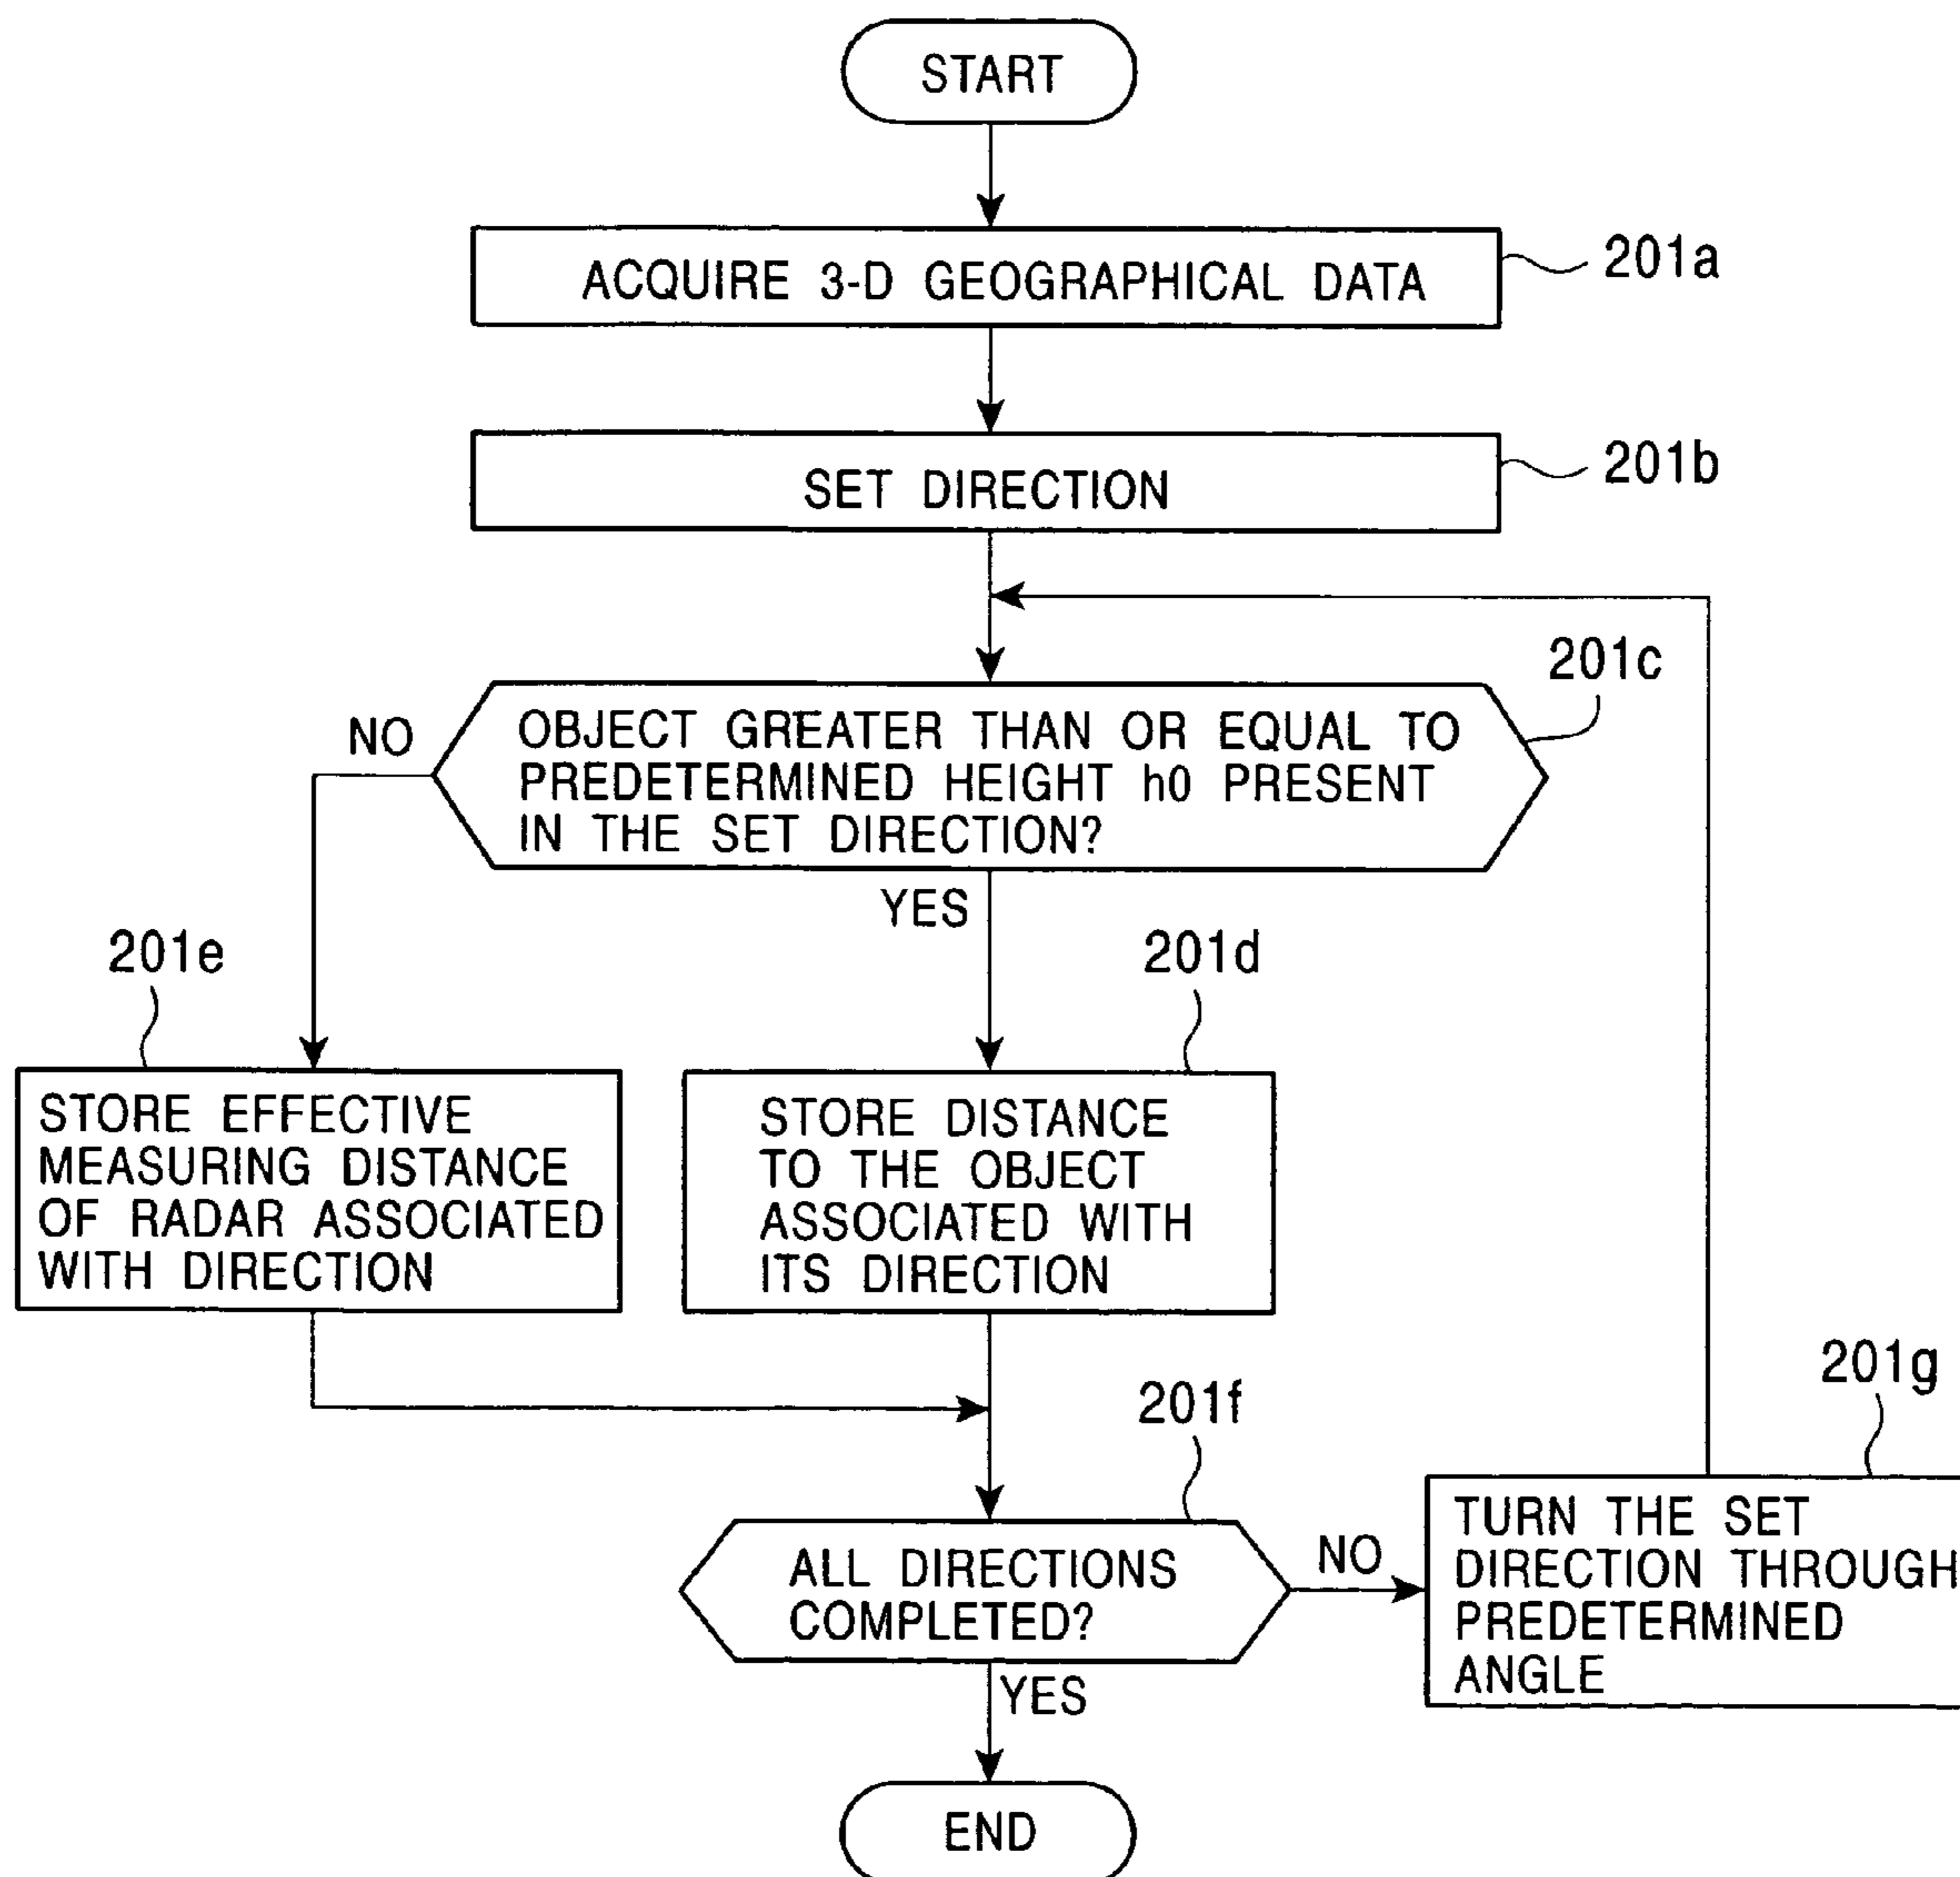 START
ACQUIRE 3-D GEOGRAPHICAL DATA
201a
SET DIRECTION
201b
201c
NO
OBJECT GREATER THAN OR EQUAL TO
PREDETERMINED HEIGHT h0 PRESENT
IN THE SET DIRECTION?
YES
201e
201d
STORE EFFECTIVE
MEASURING DISTANCE
OF RADAR ASSOCIATED
WITH DIRECTION
STORE DISTANCE
TO THE OBJECT
ASSOCIATED WITH
ITS DIRECTION
201f
201g
ALL DIRECTIONS
COMPLETED?
NO
TURN THE SET
DIRECTION THROUGH
PREDETERMINED
ANGLE
YES
END